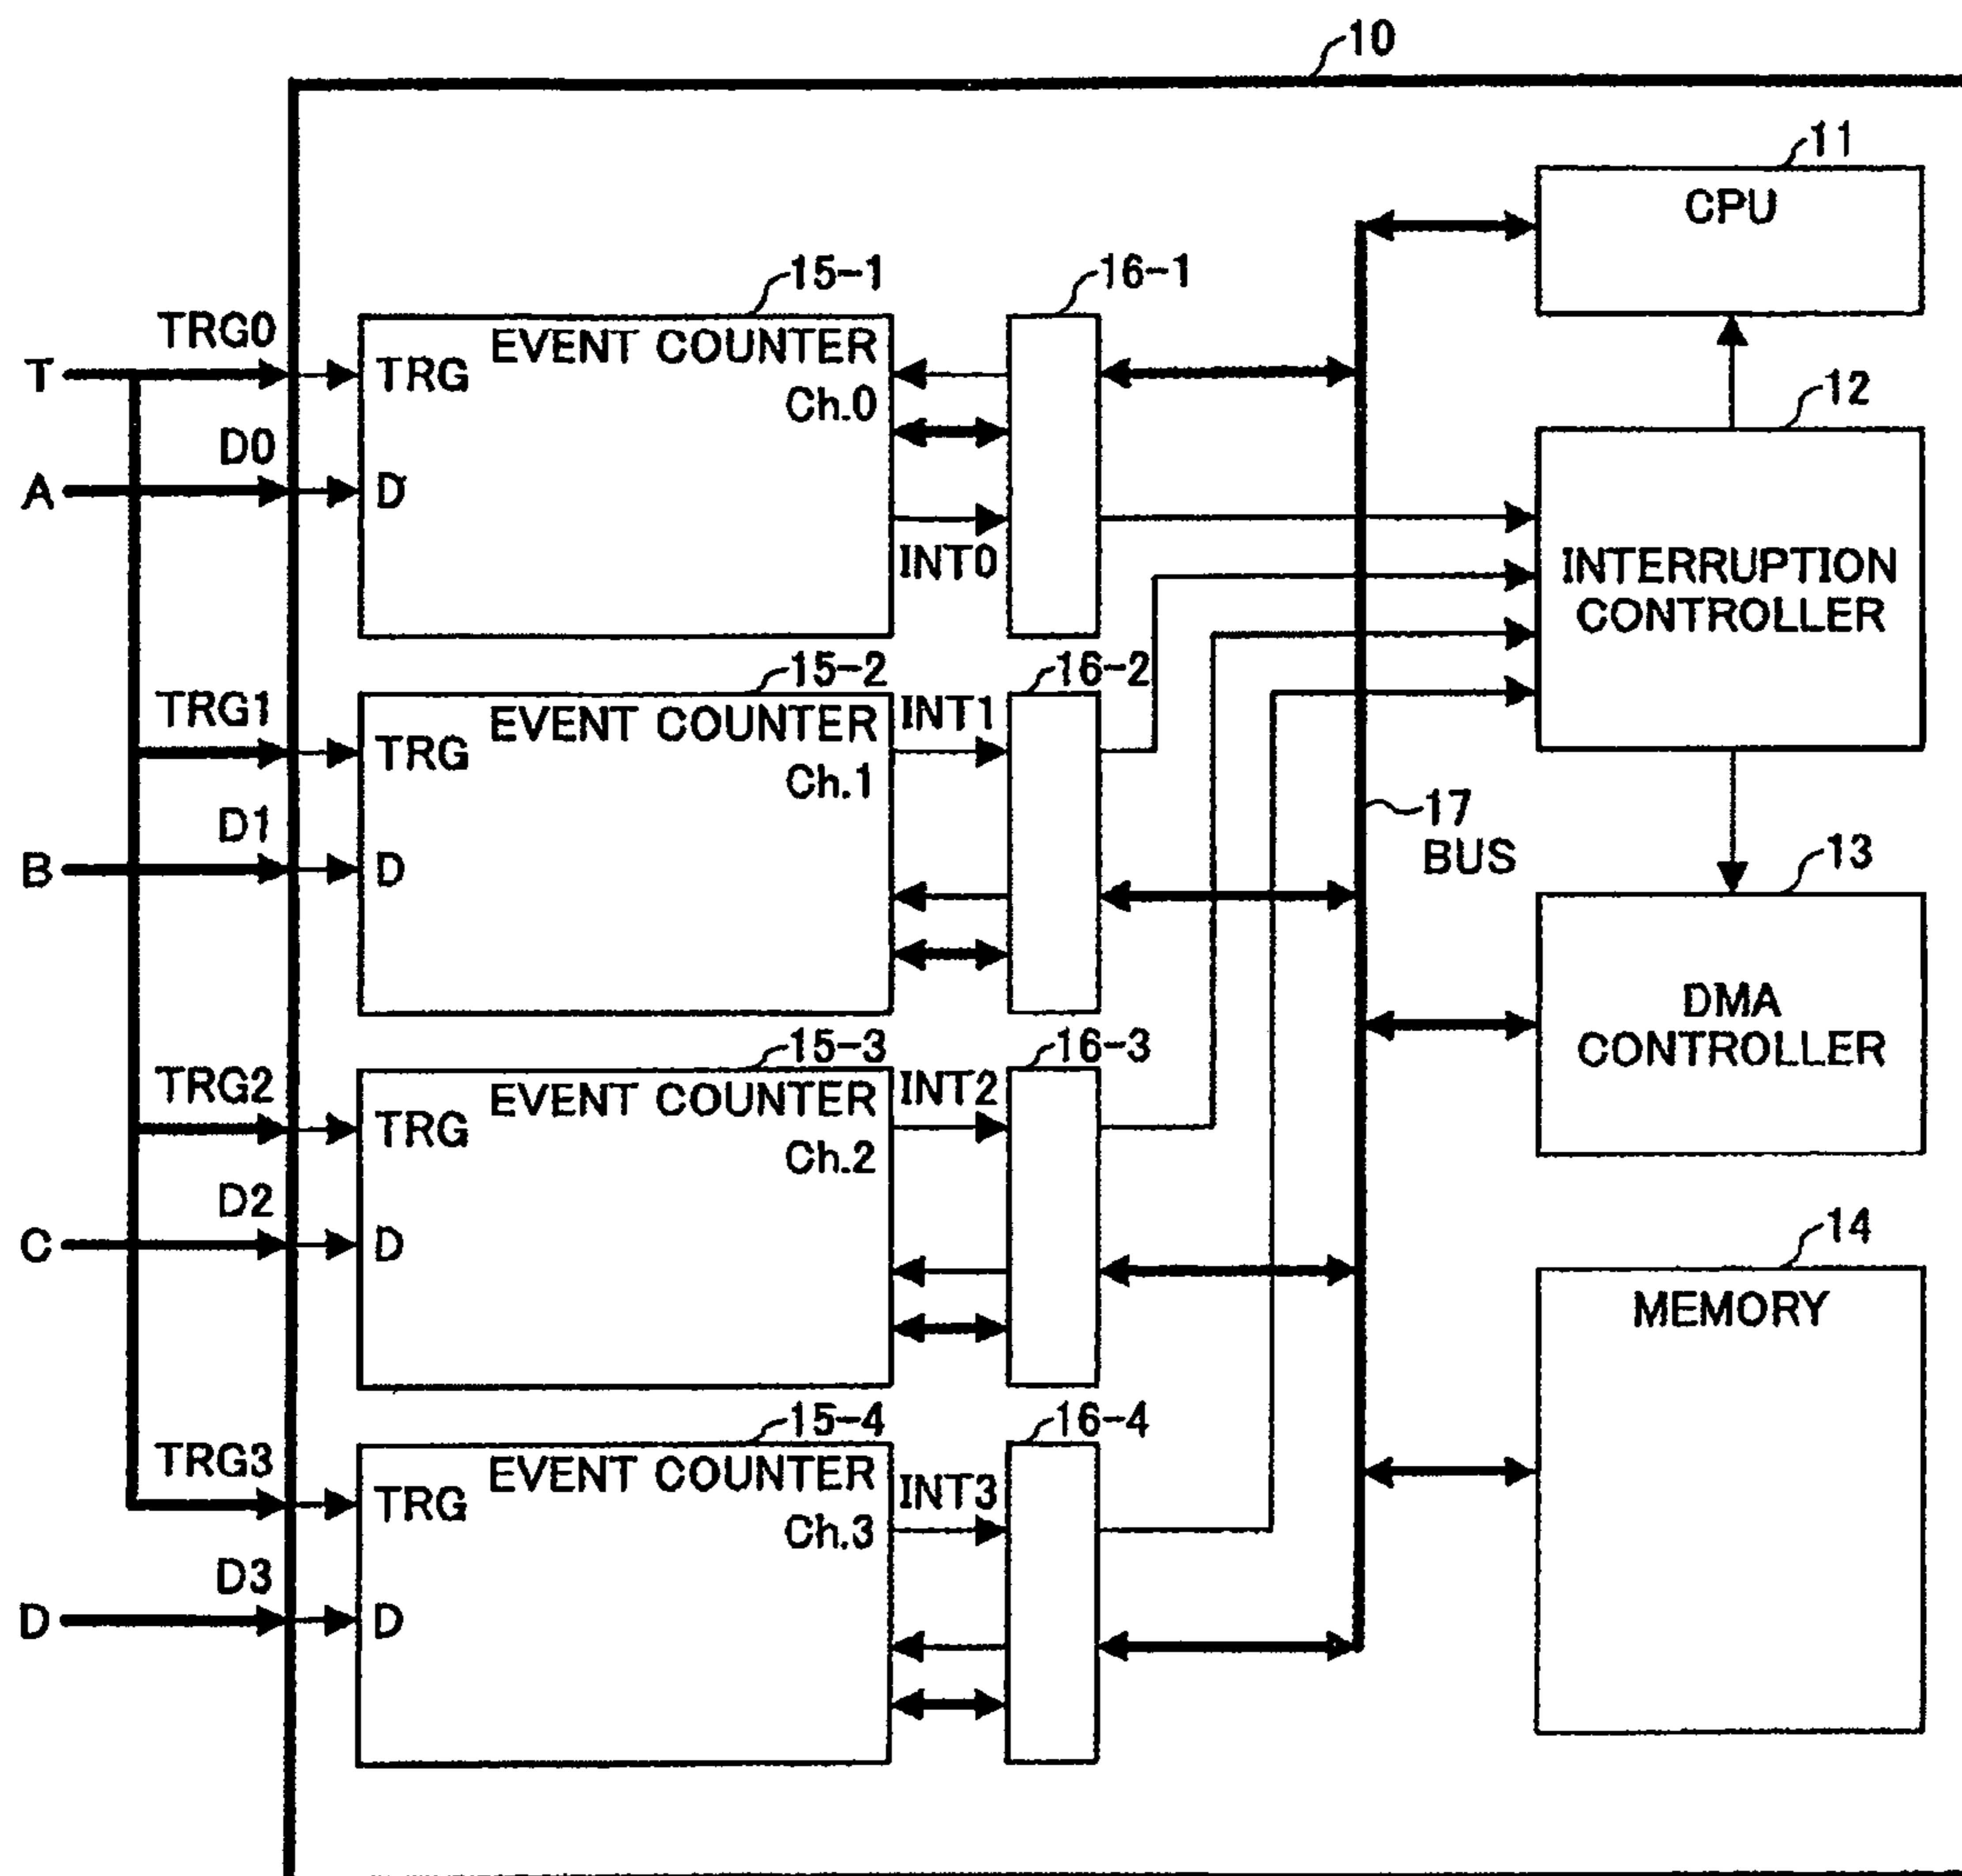 10
11
CPU
15-1
16-1
TRG0
EVENT COUNTER
T
TRG
Ch.0
12
D0
A
D
INT0
INTERRUPTION
CONTROLLER
15-2
16-2
TRG1
EVENT COUNTER
INT1
TRG
Ch.1
17
BUS
D1
B
D
13
DMA
CONTROLLER
15-3
16-3
TRG2
EVENT COUNTER
INT2
TRG
Ch.2
D2
C
D
14
MEMORY
15-4
16-4
TRG3
EVENT COUNTER
INT3
TRG
Ch.3
D3
D
D